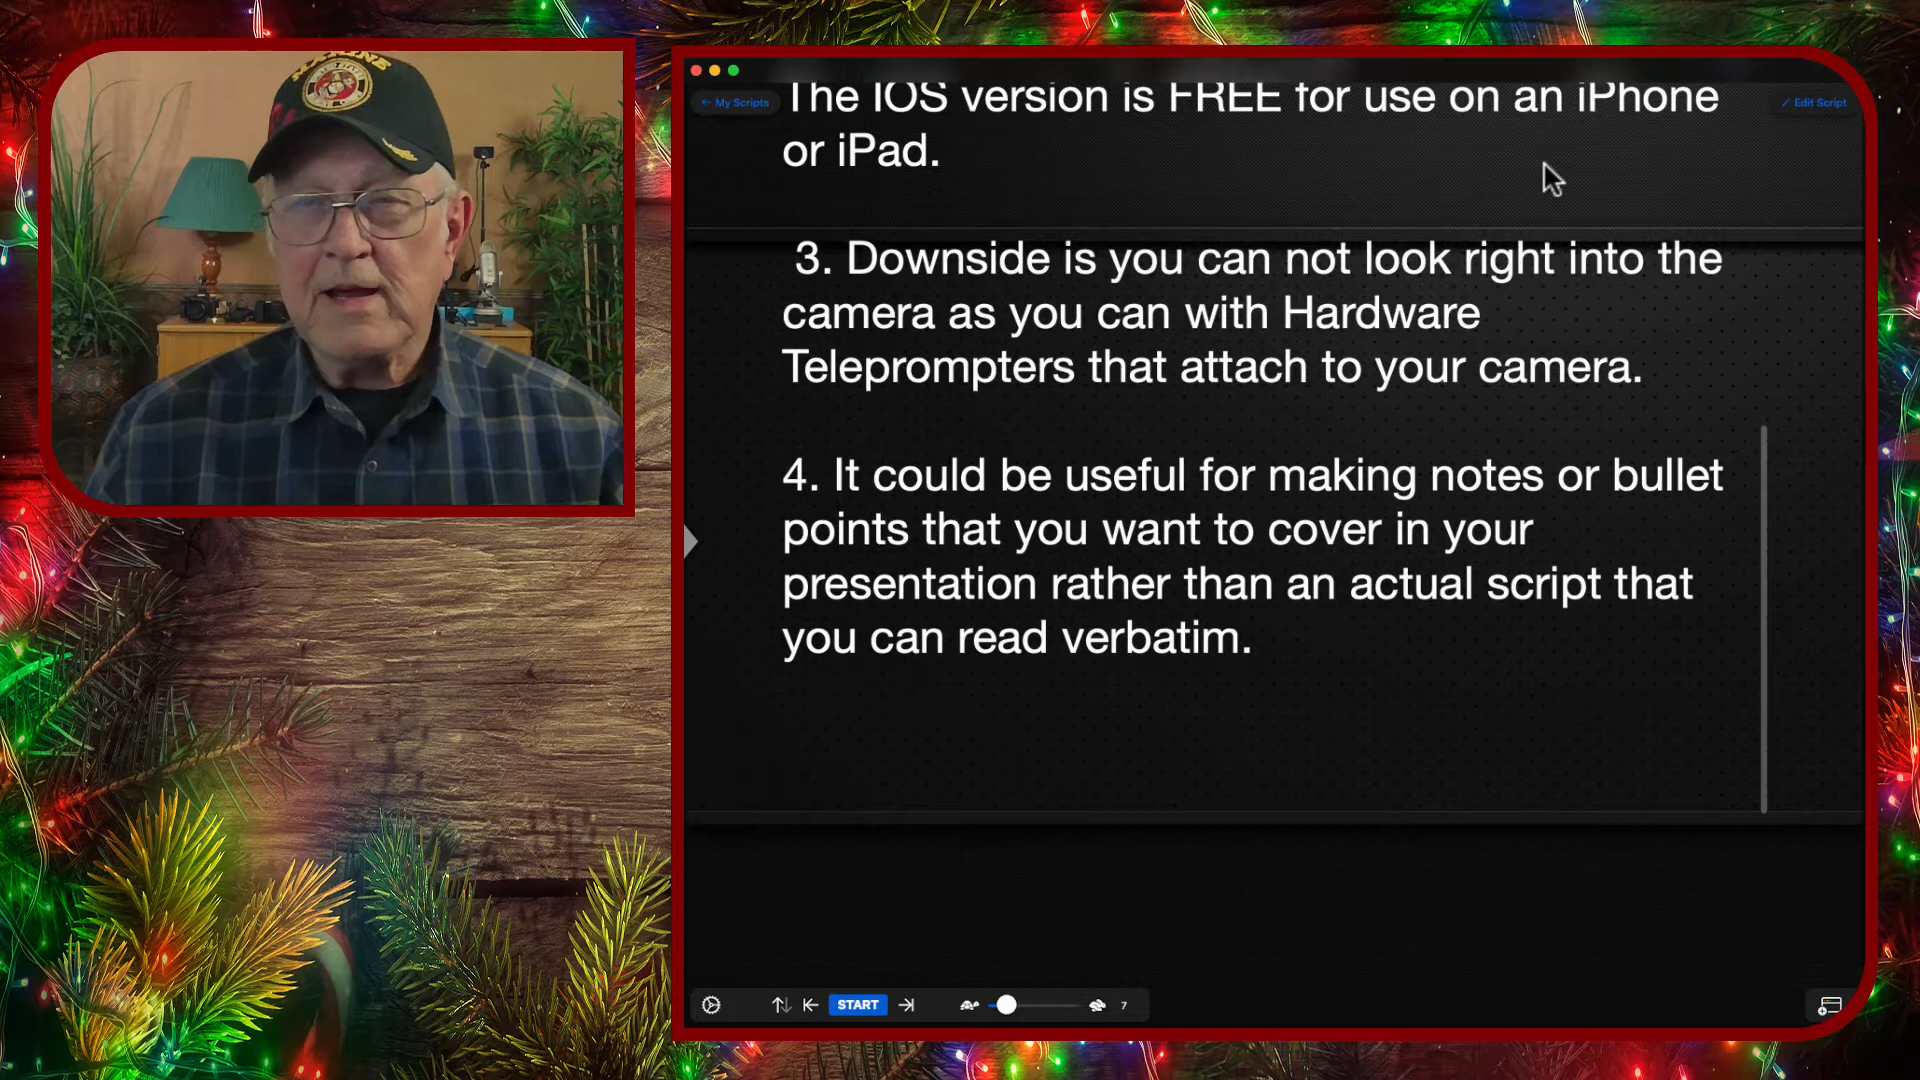 MARINE
← My Scripts
The IOS version is FREE for use on an iPhone
or iPad.
Edit Script
3. Downside is you can not look right into the
camera as you can with Hardware
Teleprompters that attach to your camera.
4. It could be useful for making notes or bullet
points that you want to cover in your
presentation rather than an actual script that
you can read verbatim.
START
7